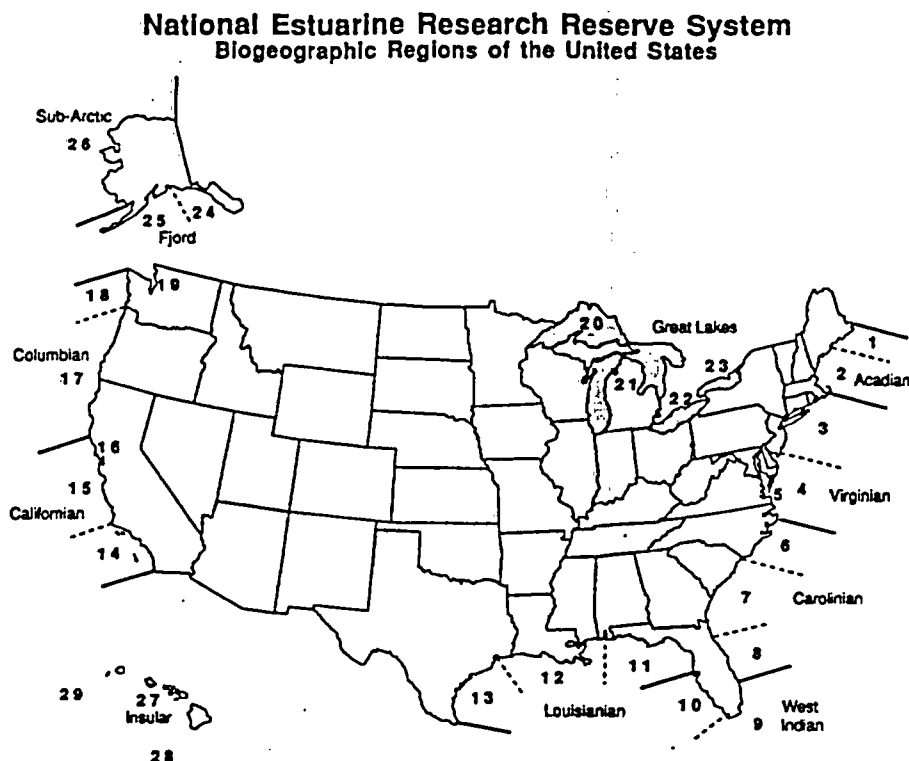 National Estuarine Research Reserve System
Biogeographic Regions of the United States
Sub-Arctic
26
25
24
Fjord
18
19
Columbian
17
16
15
Californian
14
20
Great Lakes
21
22
23
1
2
Acadian
3
4
5
Virginian
6
7
Carolinian
8
9
West
Indian
10
11
12
Louisianian
13
29
27
Insular
28